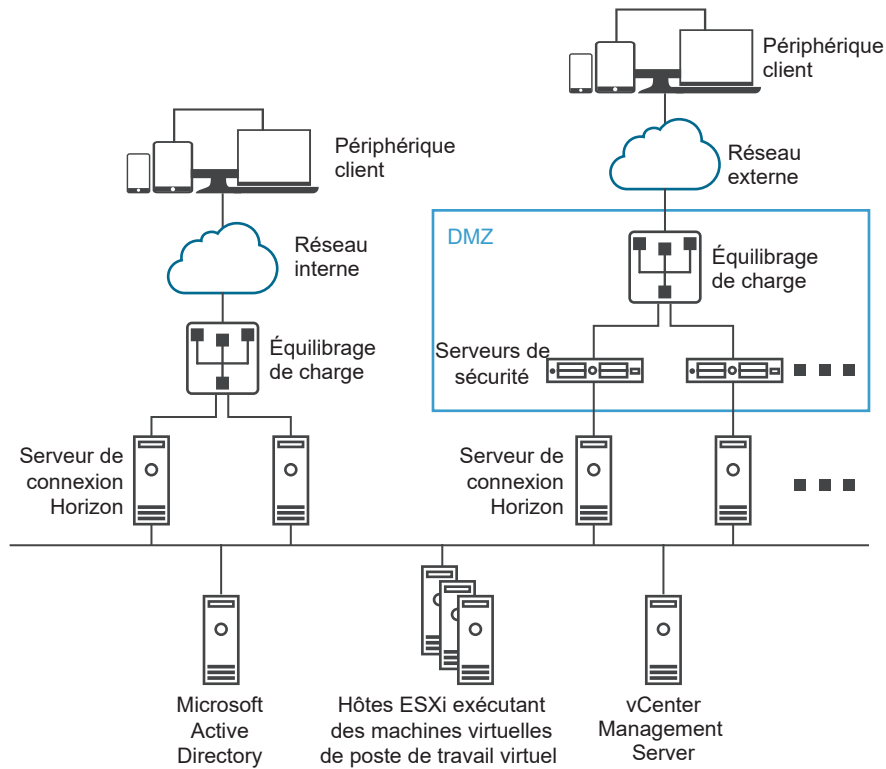 Périphérique
client
Réseau
externe
DMZ
Équilibrage
de charge
Serveurs de
sécurité
Périphérique
client
Réseau
interne
Équilibrage
de charge
Serveur de
connexion
Horizon
Serveur de
connexion
Horizon
Microsoft
Active
Directory
Hôtes ESXi exécutant
des machines virtuelles
de poste de travail virtuel
vCenter
Management
Server